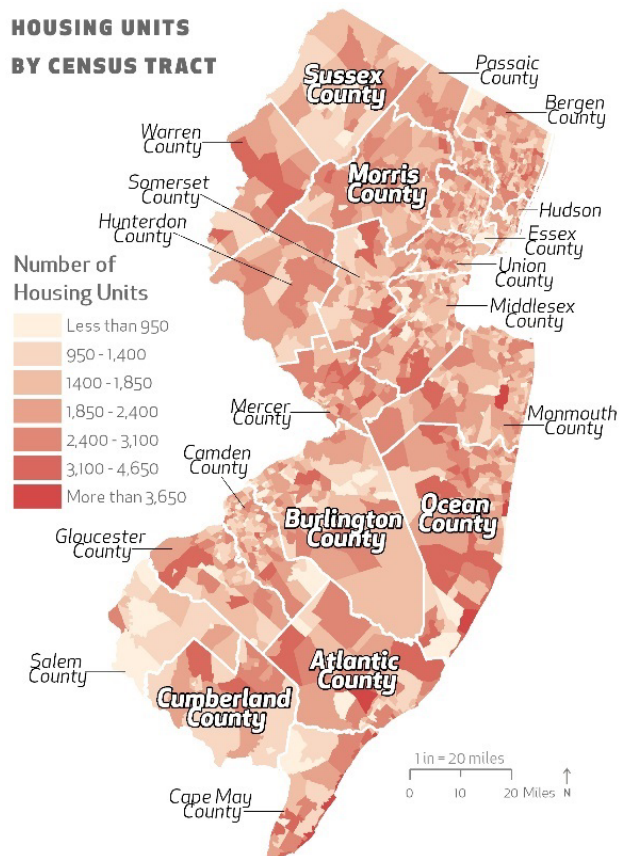 HOUSING UNITS
BY CENSUS TRACT
Passaic
County
Sussex
County
Bergen
County
Warren
County
Morris
County
Somerset
County
Hudson
Hunterdon
County
Essex
County
Union
County
Number of
Housing Units
Middlesex
County
Less than 950
950 - 1,400
1400 - 1,850
1,850 - 2,400
2,400 - 3,100
3,100 - 4,650
More than 3,650
Mercer
County
Monmouth
County
Camden
County
Ocean
County
Burlington
County
Gloucester
County
Salem
County
Atlantic
County
Cumberland
County
1 in = 20 miles
0 10 20 Miles
N
Cape May
County